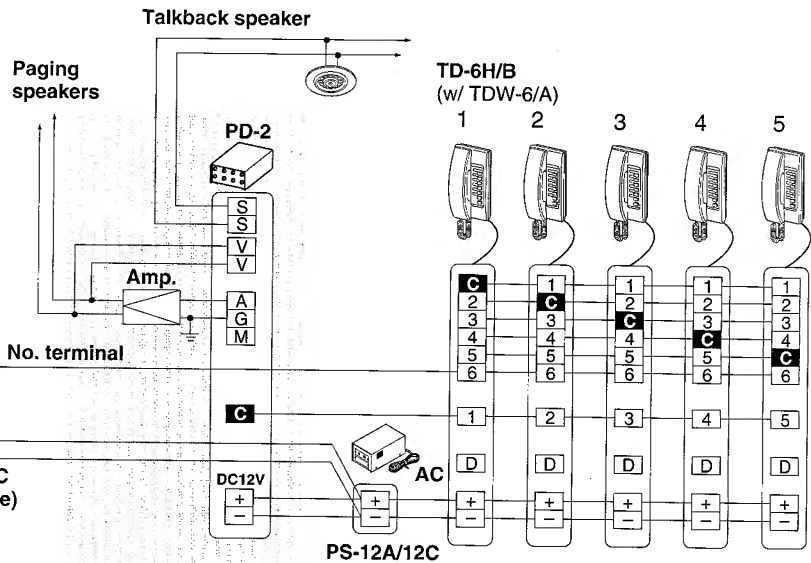 Talkback speaker
Paging
speakers
TD-6H/B
(w/ TDW-6/A)
1 2 3 4 5
PD-2
S
S
V
V
Amp.
A
G
M
No. terminal
C
DC12V
+
−
C
e)
AC
+
−
PS-12A/12C
C 1 1 1 1
2 C 2 2 2
3 3 C 3 3
4 4 4 C 4
5 5 5 5 C
6 6 6 6 6
1 2 3 4 5
D D D D D
+ + + + +
− − − − −